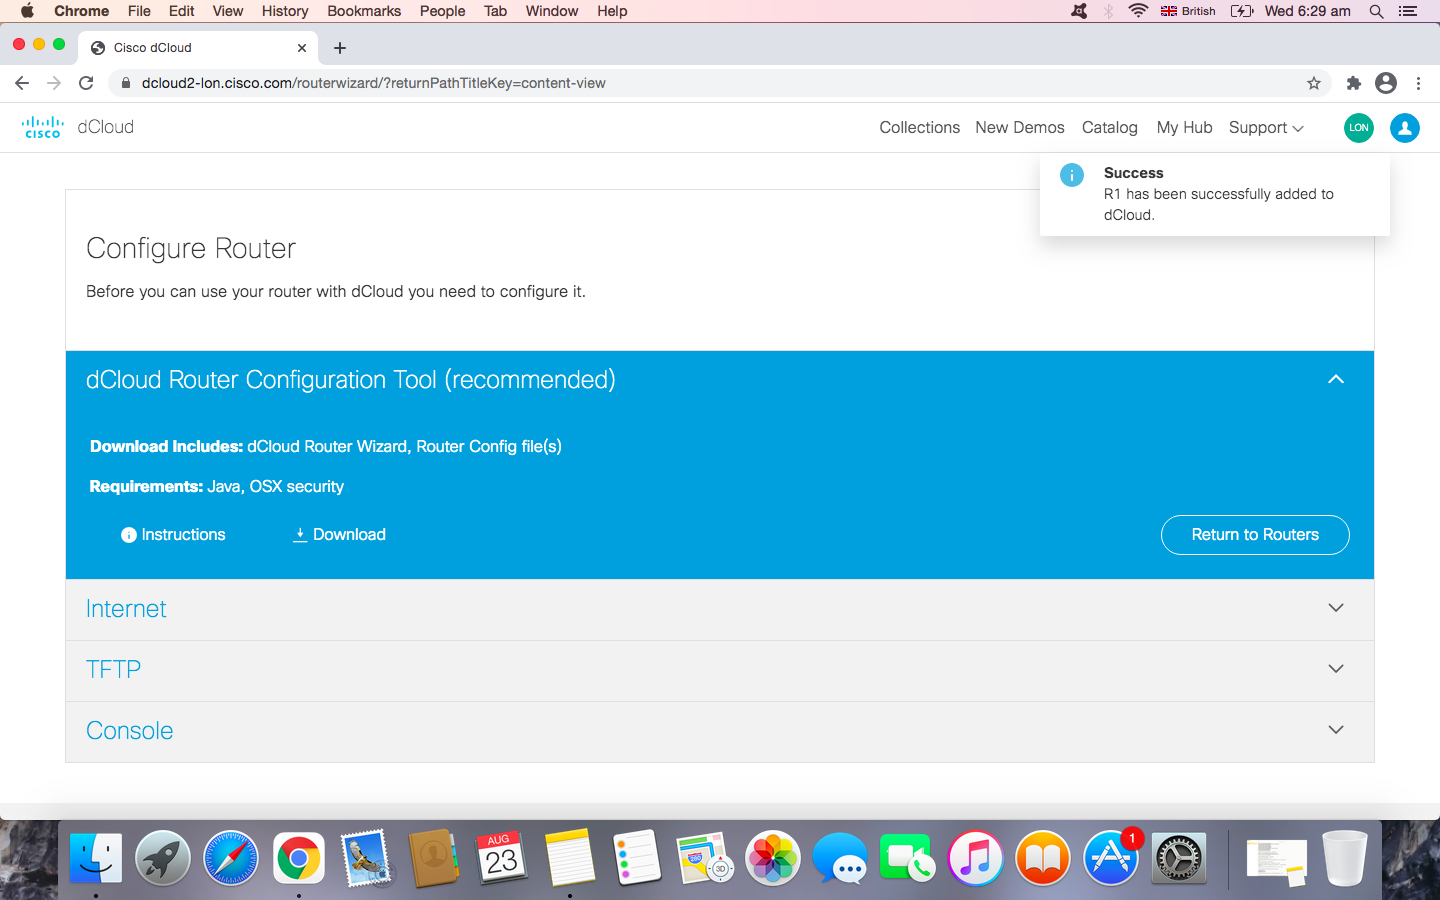 Chrome File Edit View History Bookmarks People Tab Window Help British Wed 6:29 am
Cisco dCloud
dcloud2-lon.cisco.com/routerwizard/?returnPathTitleKey=content-view
CISCO dCloud Collections New Demos Catalog My Hub Support LON
Success
R1 has been successfully added to
dCloud.
Configure Router
Before you can use your router with dCloud you need to configure it.
dCloud Router Configuration Tool (recommended)
Download Includes: dCloud Router Wizard, Router Config file(s)
Requirements: Java, OSX security
Instructions Download Return to Routers
Internet
TFTP
Console
AUG
23
280
3D
1